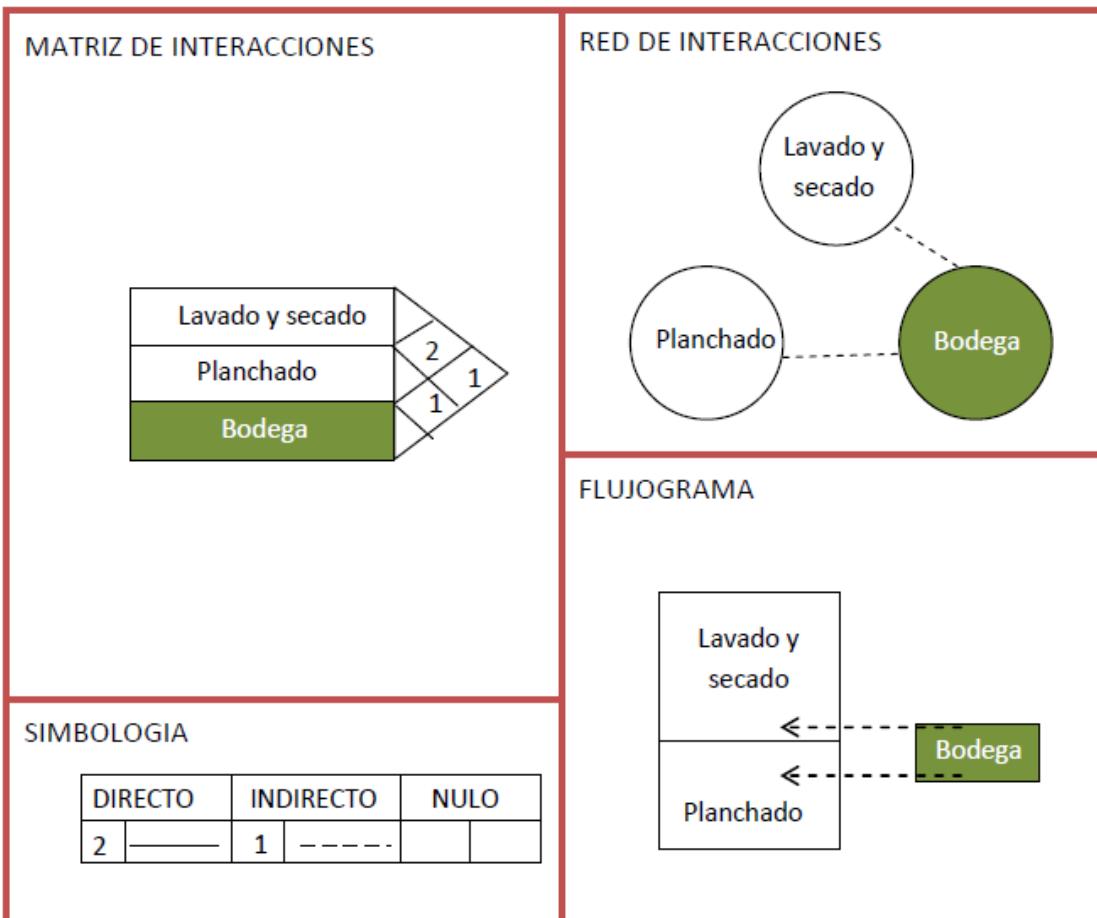 MATRIZ DE INTERACCIONES
Lavado y secado
Planchado
Bodega
2
1
1
SIMBOLOGIA
DIRECTO INDIRECTO NULO
2 1
RED DE INTERACCIONES
Lavado y
secado
Planchado
Bodega
FLUJOGRAMA
Lavado y
secado
Bodega
Planchado